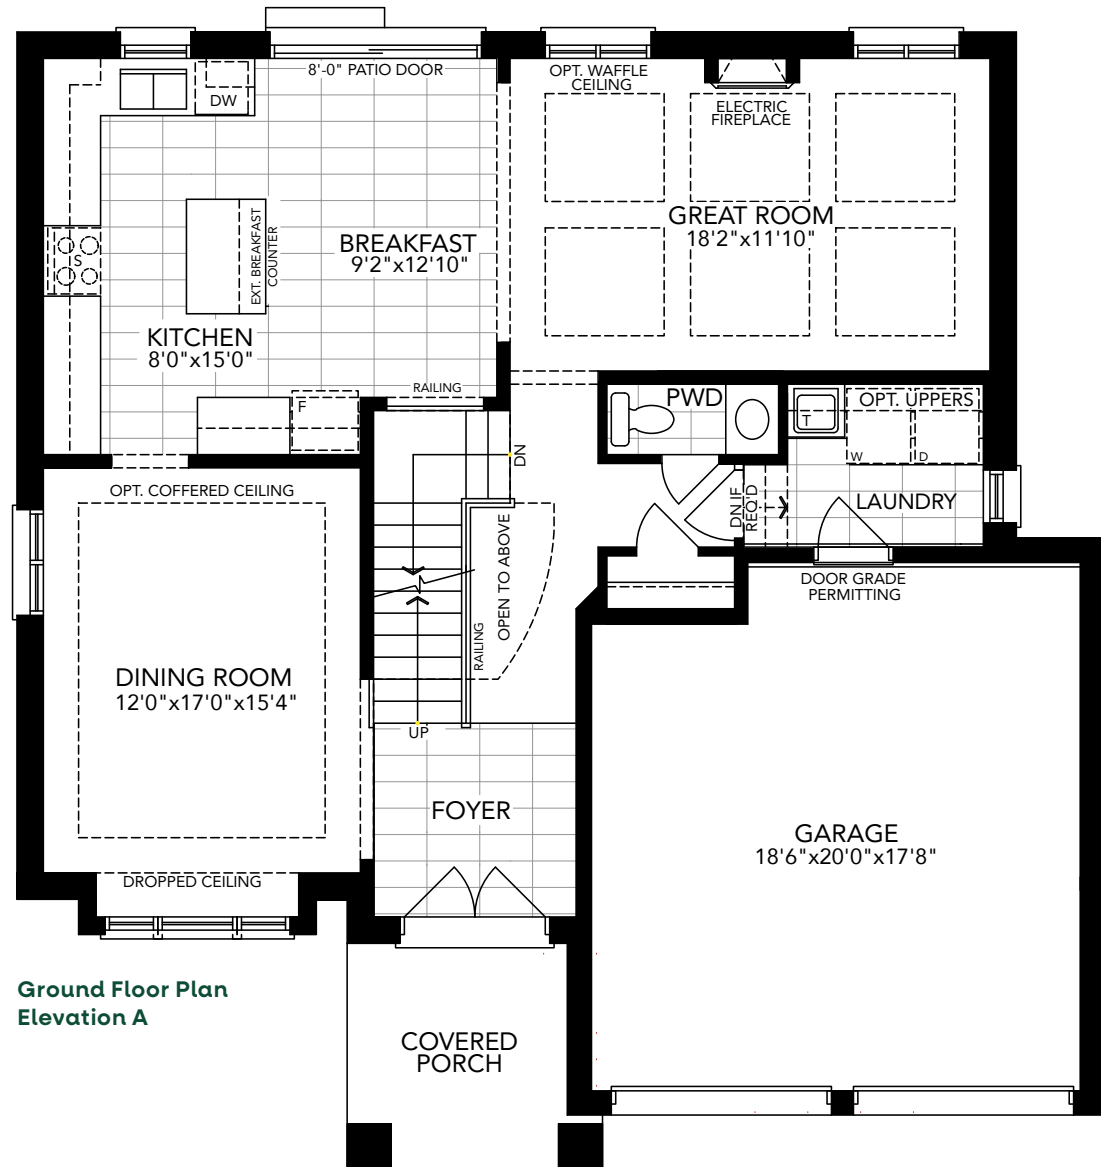 8'-0" PATIO DOOR
OPT. WAFFLE
CEILING
DW
ELECTRIC
FIREPLACE
GREAT ROOM
18'2"x11'10"
BREAKFAST
9'2"x12'10"
EXT. BREAKFAST
COUNTER
S
KITCHEN
8'0"x15'0"
RAILING
F
PWD
OPT. UPPERS
T
W
D
DN
OPT. COFFERED CEILING
DN.IF
REQ'D
LAUNDRY
OPEN TO ABOVE
DOOR GRADE
PERMITTING
RAILING
DINING ROOM
12'0"x17'0"x15'4"
UP
FOYER
GARAGE
18'6"x20'0"x17'8"
DROPPED CEILING
Ground Floor Plan
Elevation A
COVERED
PORCH